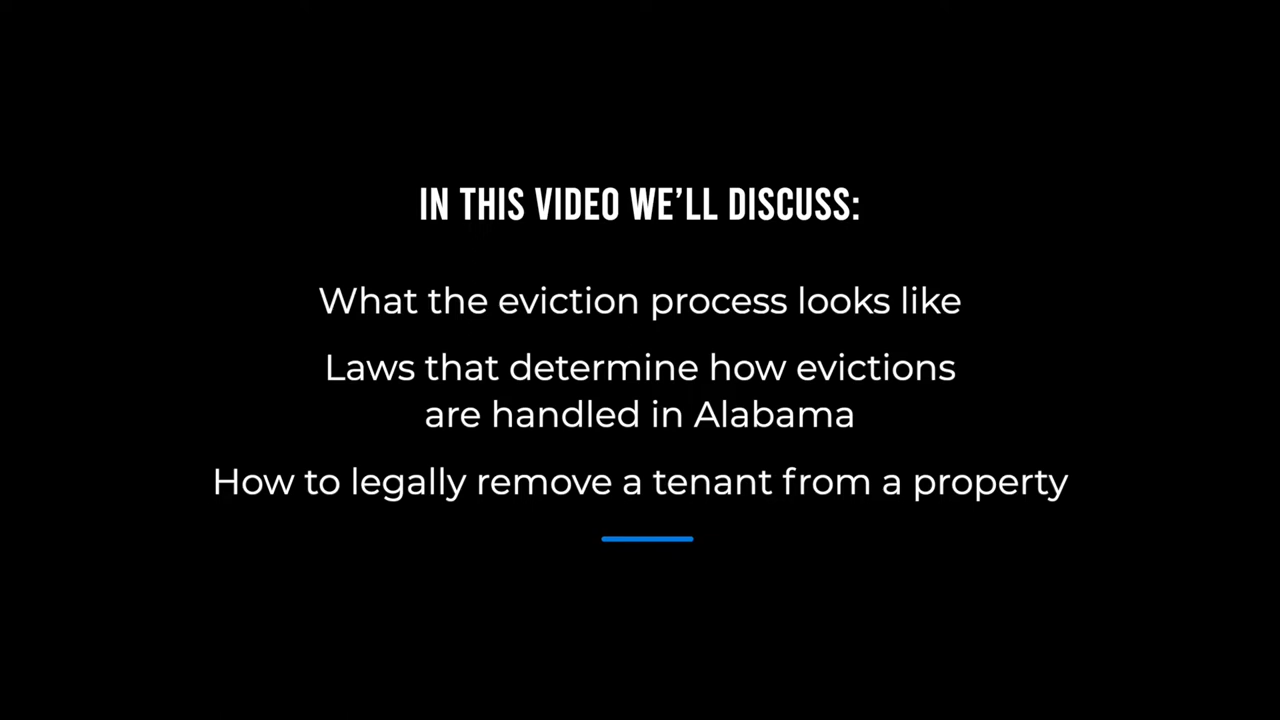 IN THIS VIDEO WE'LL DISCUSS:
What the eviction process looks like
Laws that determine how evictions
are handled in Alabama
How to legally remove a tenant from a property